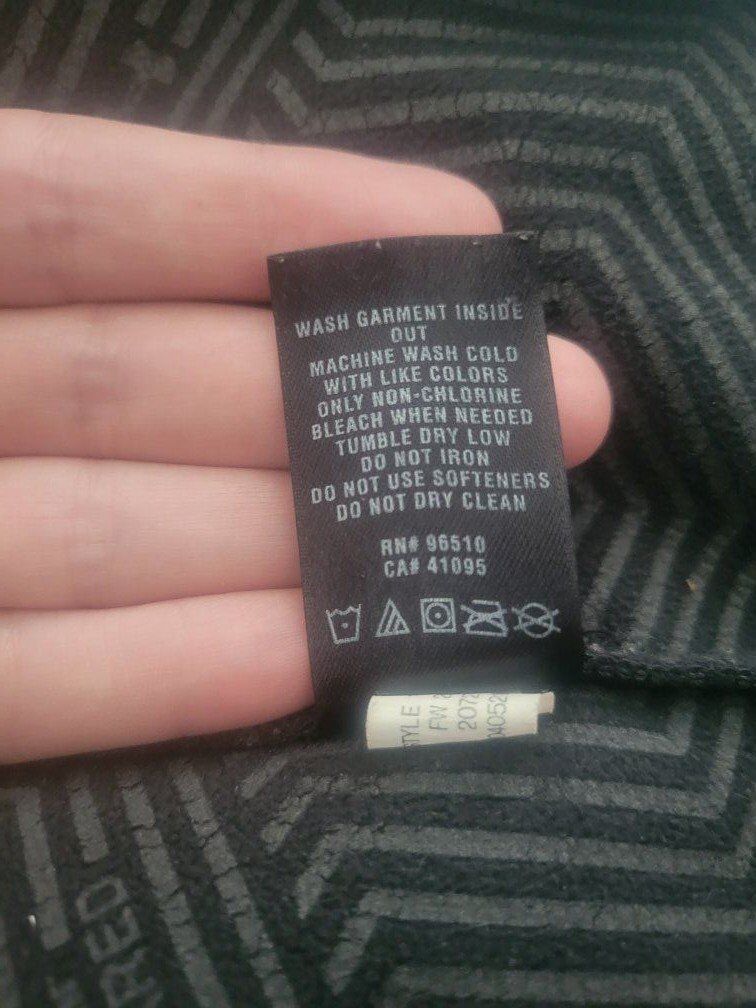 WASH GARMENT INSIDE
OUT
MACHINE WASH COLD
WITH LIKE COLORS
ONLY NON-CHLORINE
BLEACH WHEN NEEDED
TUMBLE DRY LOW
DO NOT IRON
DO NOT USE SOFTENERS
DO NOT DRY CLEAN
RN# 96510
CA# 41095
FW